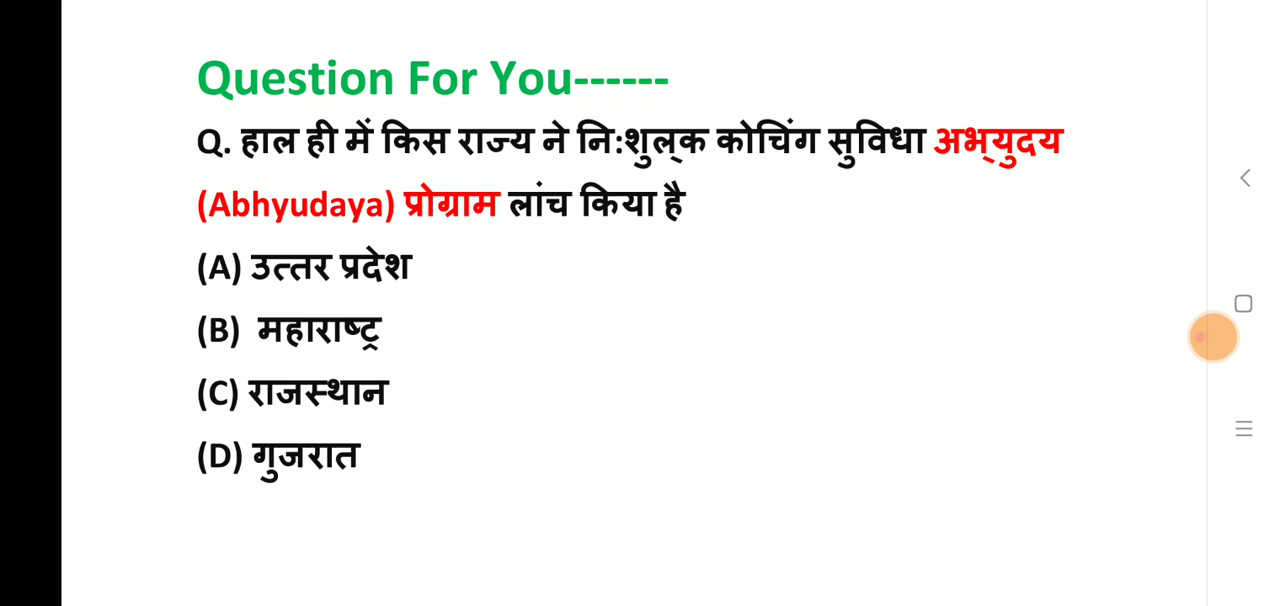 Question For You------
Q. हाल ही में किस राज्य ने नि:शुल्क कोचिंग सुविधा अभ्युदय
(Abhyudaya) प्रोग्राम लांच किया है
(A) उत्तर प्रदेश
(B) महाराष्ट्र
(C) राजस्थान
(D) गुजरात